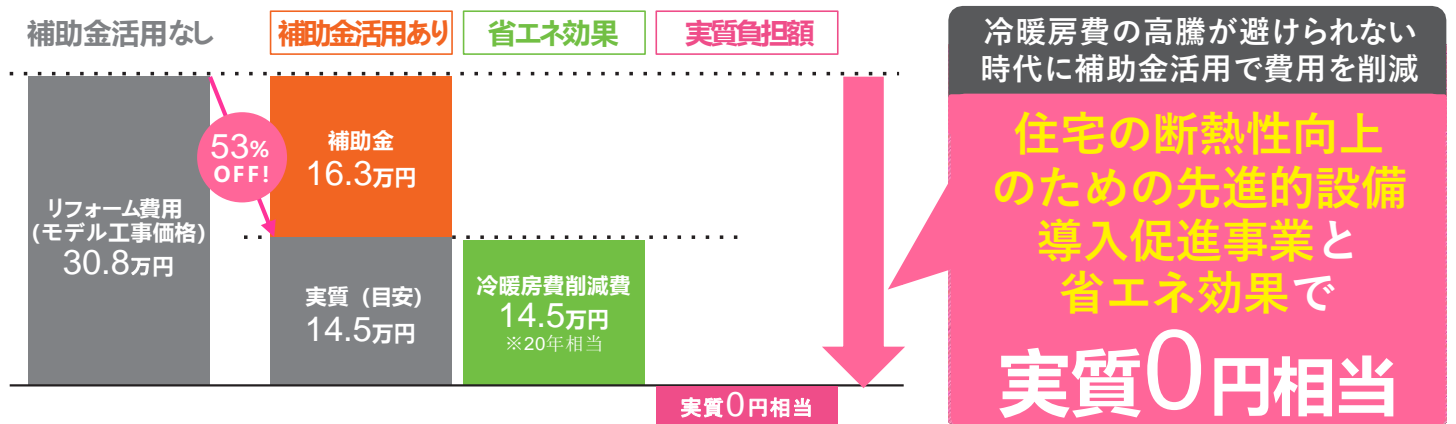 補助金活用なし
補助金活用あり
省エネ効果
実質負担額
53%
OFF!
リフォーム費用
(モデル工事価格)
30.8万円
補助金
16.3万円
実質（目安）
14.5万円
冷暖房費削減費
14.5万円
※20年相当
実質0円相当
冷暖房費の高騰が避けられない
時代に補助金活用で費用を削減
住宅の断熱性向上
のための先進的設備
導入促進事業と
省エネ効果で
実質0円相当